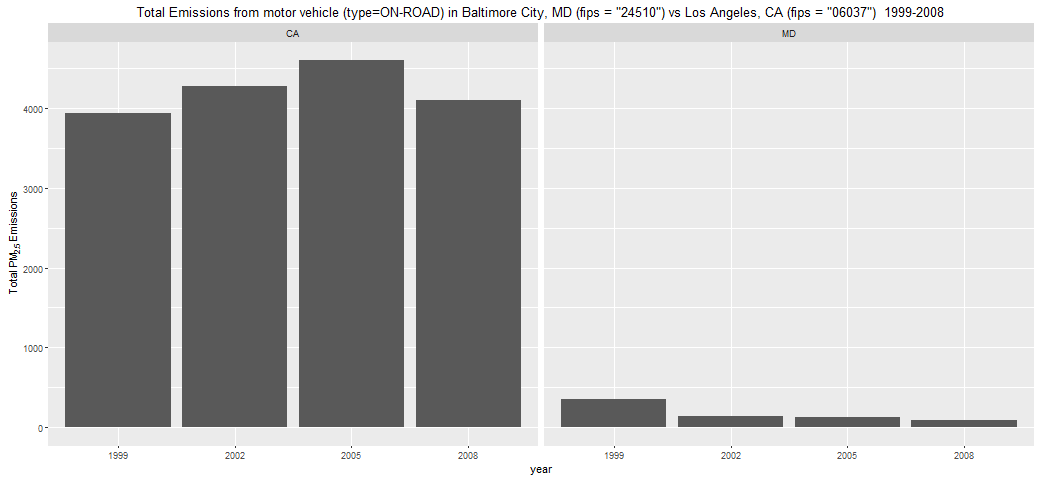 Total Emissions from motor vehicle (type=ON-ROAD) in Baltimore City, MD (fips = "24510") vs Los Angeles, CA (fips = "06037")  1999-2008
CA
MD
Total PM2.5 Emissions
4000
3000
2000
1000
0
1999
2002
2005
2008
1999
2002
2005
2008
year